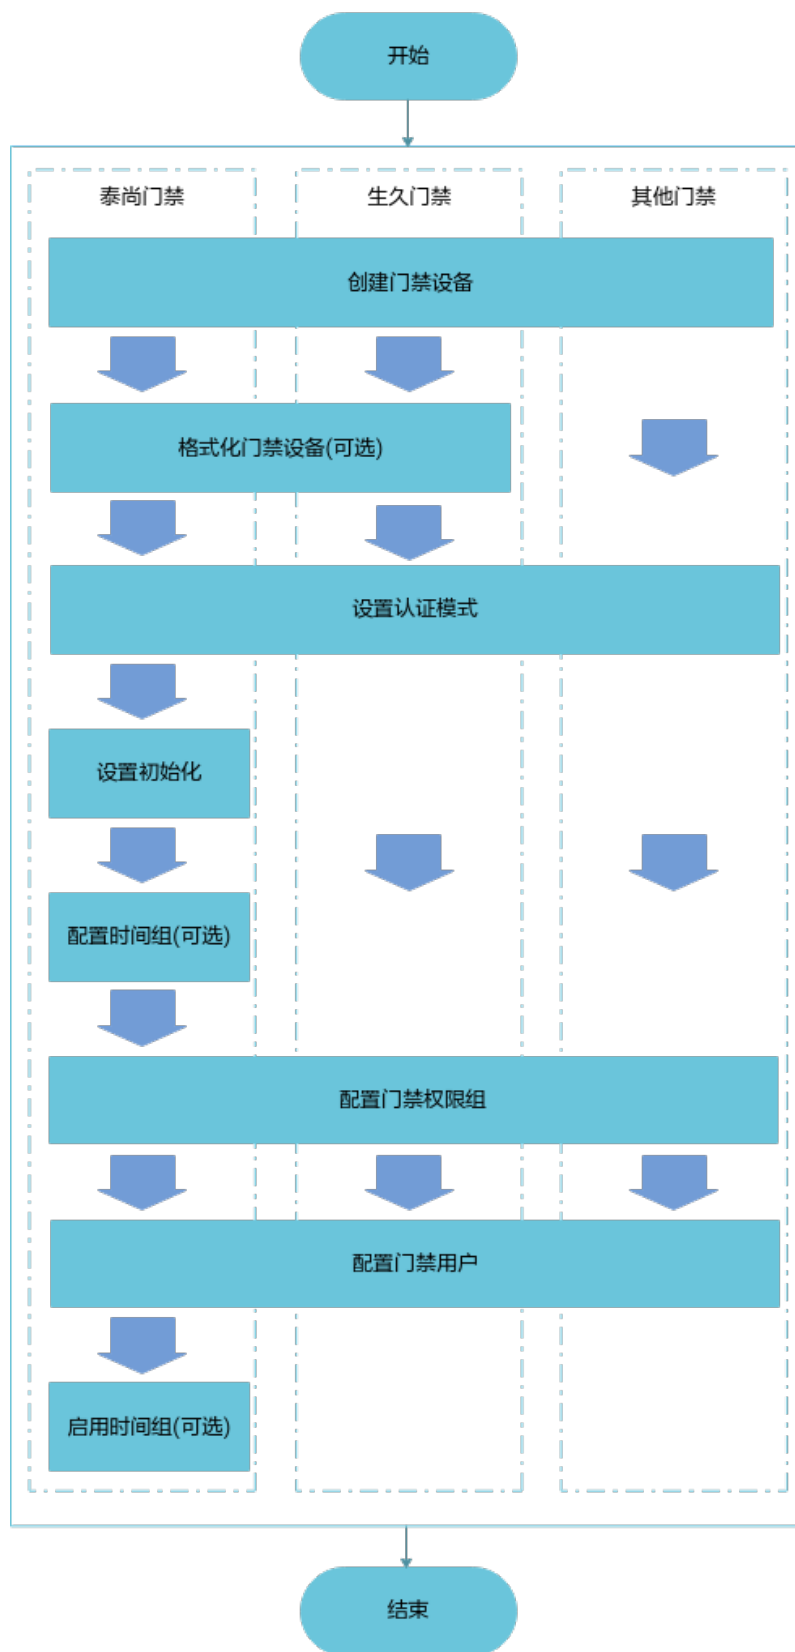 开始
泰尚门禁
生久门禁
其他门禁
创建门禁设备
格式化门禁设备(可选)
设置认证模式
设置初始化
配置时间组(可选)
配置门禁权限组
配置门禁用户
启用时间组(可选)
结束